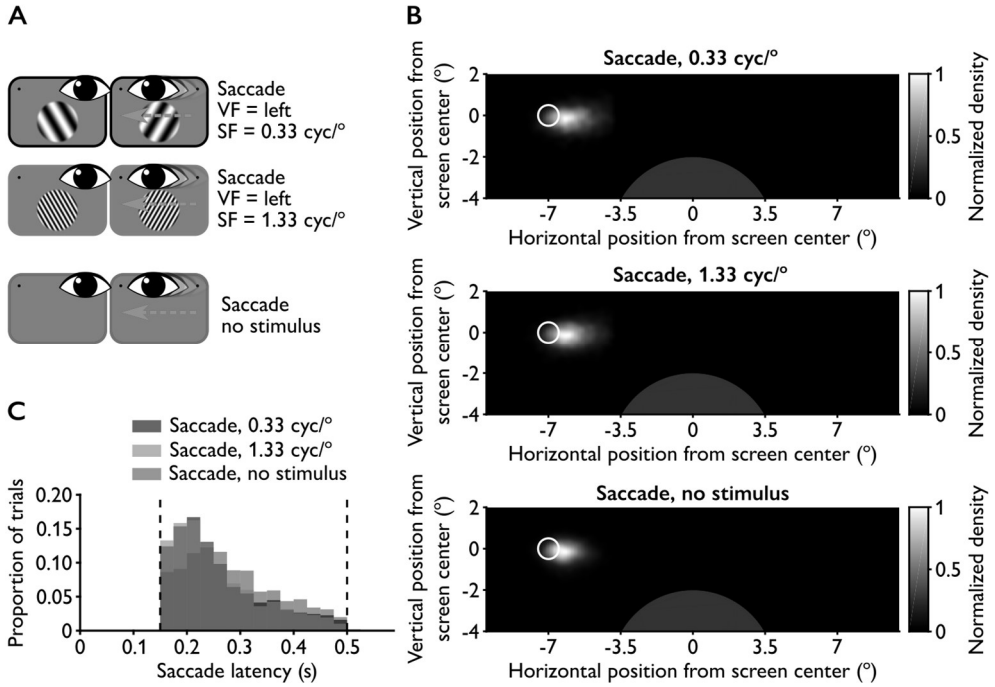 A
Saccade
VF = left
SF = 0.33 cyc/º
Saccade
VF = left
SF = 1.33 cyc/º
Saccade
no stimulus
B
Saccade, 0.33 cyc/º
Vertical position from
screen center (º)
2
0
-2
-4
-7
-3.5
0
3.5
7
Horizontal position from screen center (º)
1
0.5
0
Normalized density
Saccade, 1.33 cyc/º
Vertical position from
screen center (º)
2
0
-2
-4
-7
-3.5
0
3.5
7
Horizontal position from screen center (º)
1
0.5
0
Normalized density
Saccade, no stimulus
Vertical position from
screen center (º)
2
0
-2
-4
-7
-3.5
0
3.5
7
Horizontal position from screen center (º)
1
0.5
0
Normalized density
C
Saccade, 0.33 cyc/º
Saccade, 1.33 cyc/º
Saccade, no stimulus
Proportion of trials
0.20
0.15
0.10
0.05
0
0
0.1
0.2
0.3
0.4
0.5
Saccade latency (s)